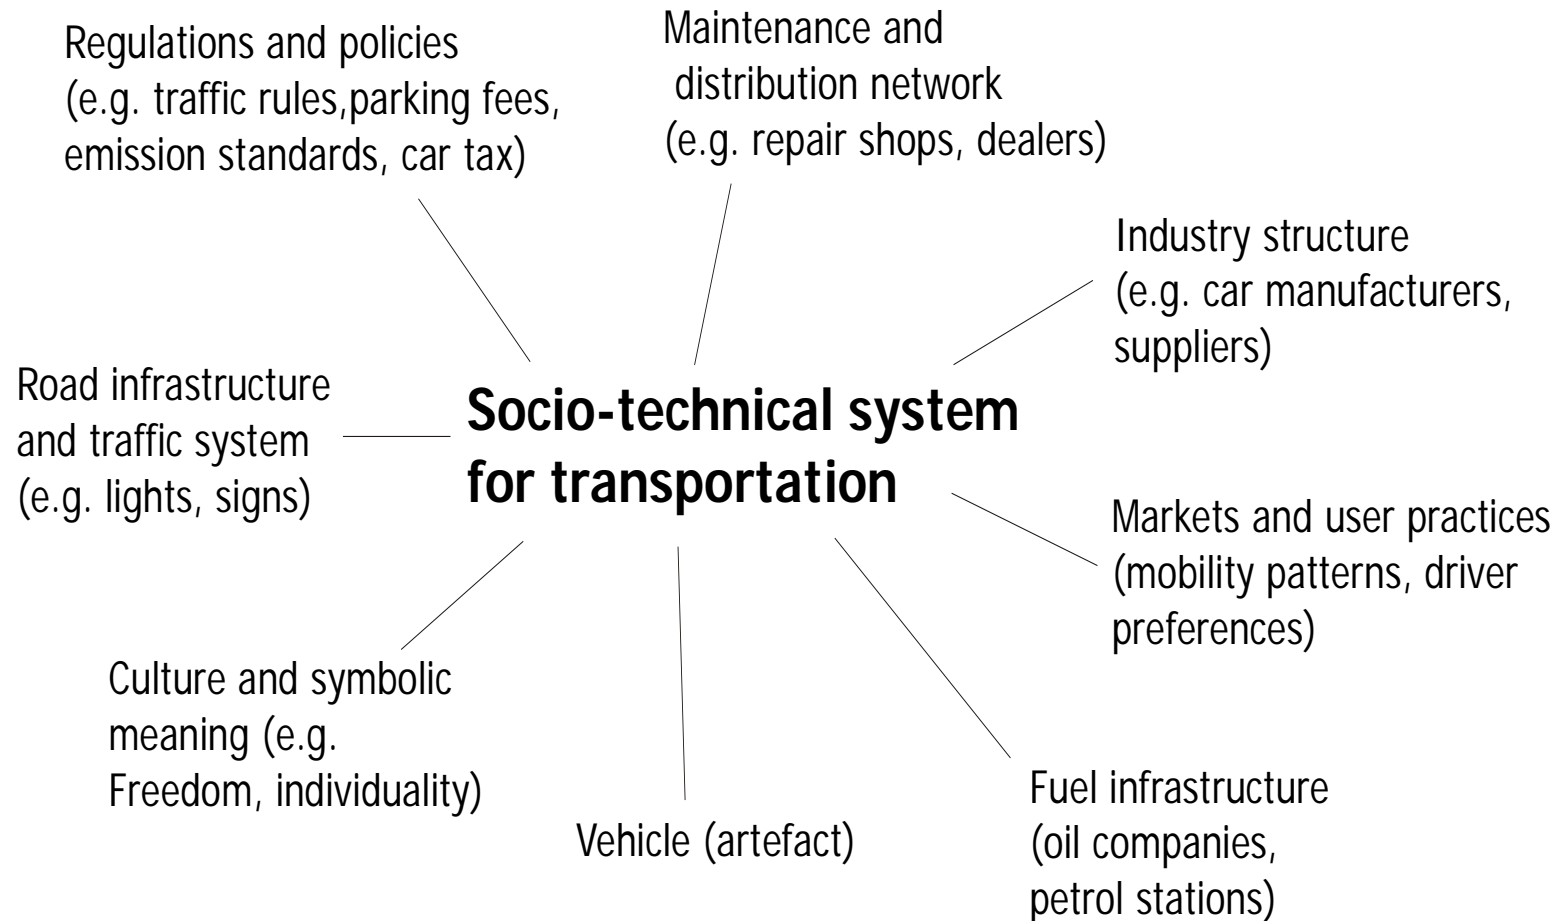 Regulations and policies
(e.g. traffic rules,parking fees,
emission standards, car tax)
Maintenance and
distribution network
(e.g. repair shops, dealers)
Industry structure
(e.g. car manufacturers,
suppliers)
Road infrastructure
and traffic system
(e.g. lights, signs)
Socio-technical system
for transportation
Markets and user practices
(mobility patterns, driver
preferences)
Culture and symbolic
meaning (e.g.
Freedom, individuality)
Vehicle (artefact)
Fuel infrastructure
(oil companies,
petrol stations)